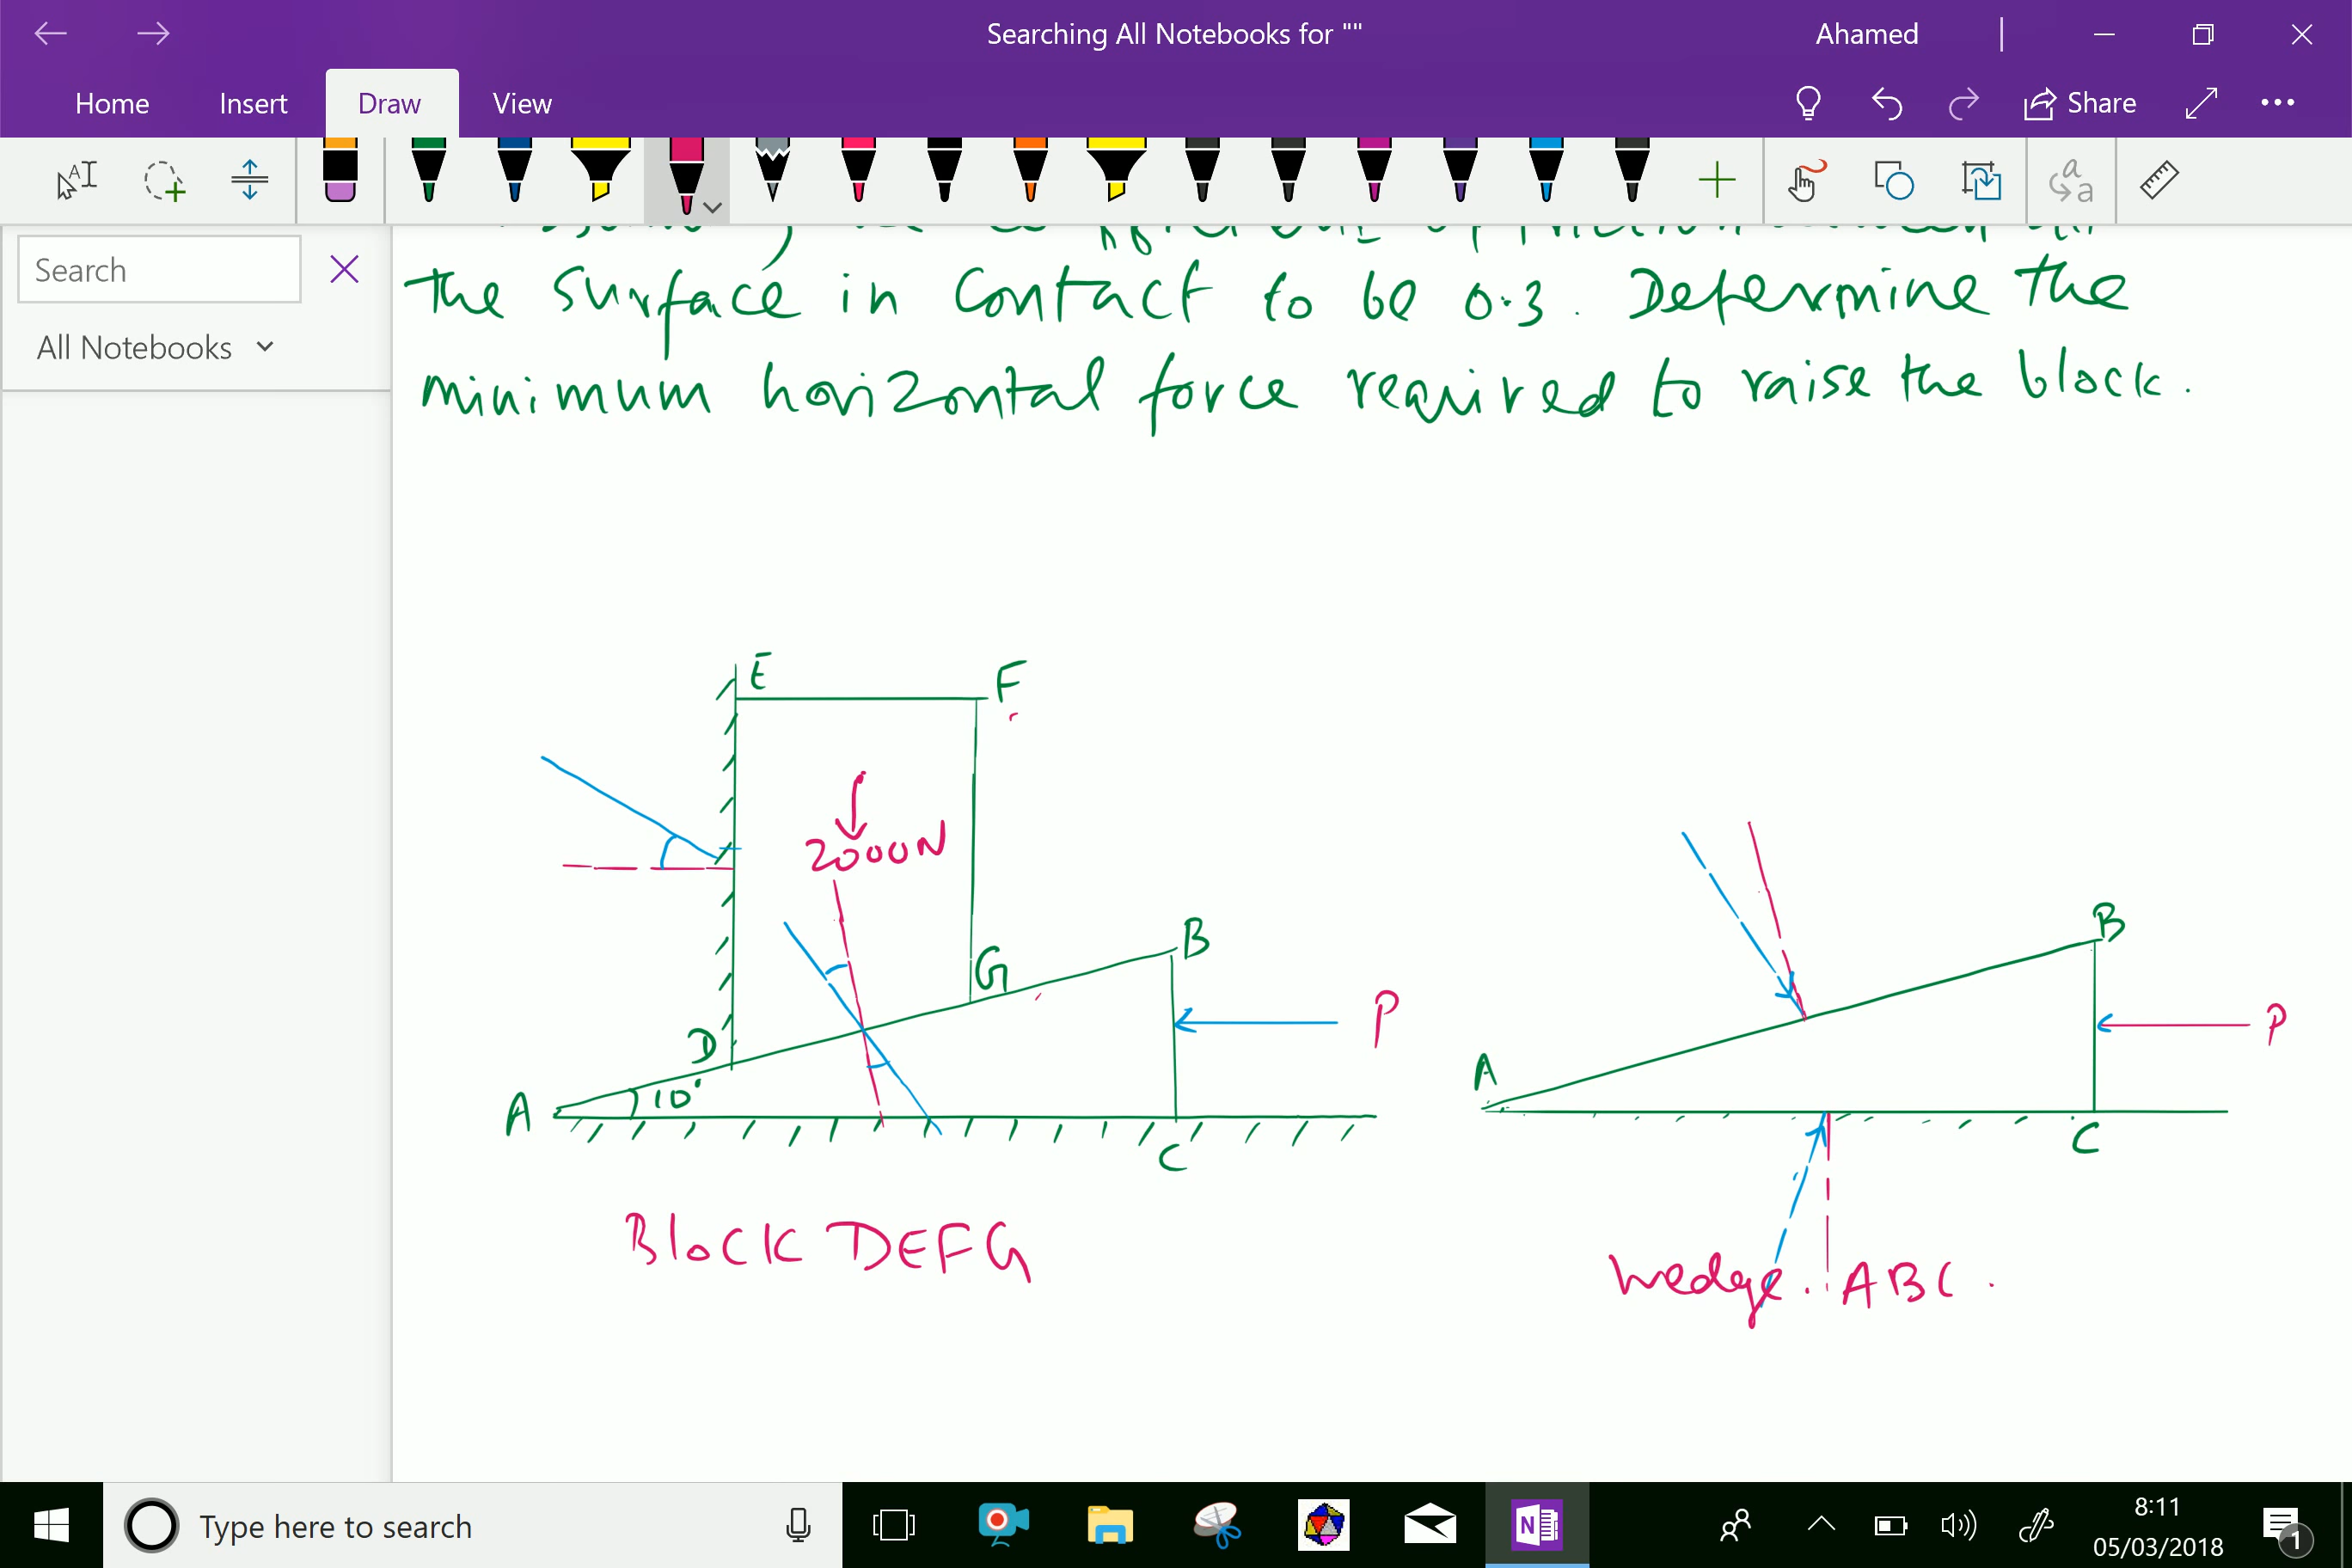 Searching All Notebooks for ""
Ahamed
Home Insert Draw View
Share
Search
All Notebooks
the surface in contact to be 0.3. Determine the
minimum horizontal force required to raise the block.
E
F
2000N
G
B
D
P
A
10°
C
Block DEFG
B
A
P
C
wedge ABC.
Type here to search
N
8:11
05/03/2018
1